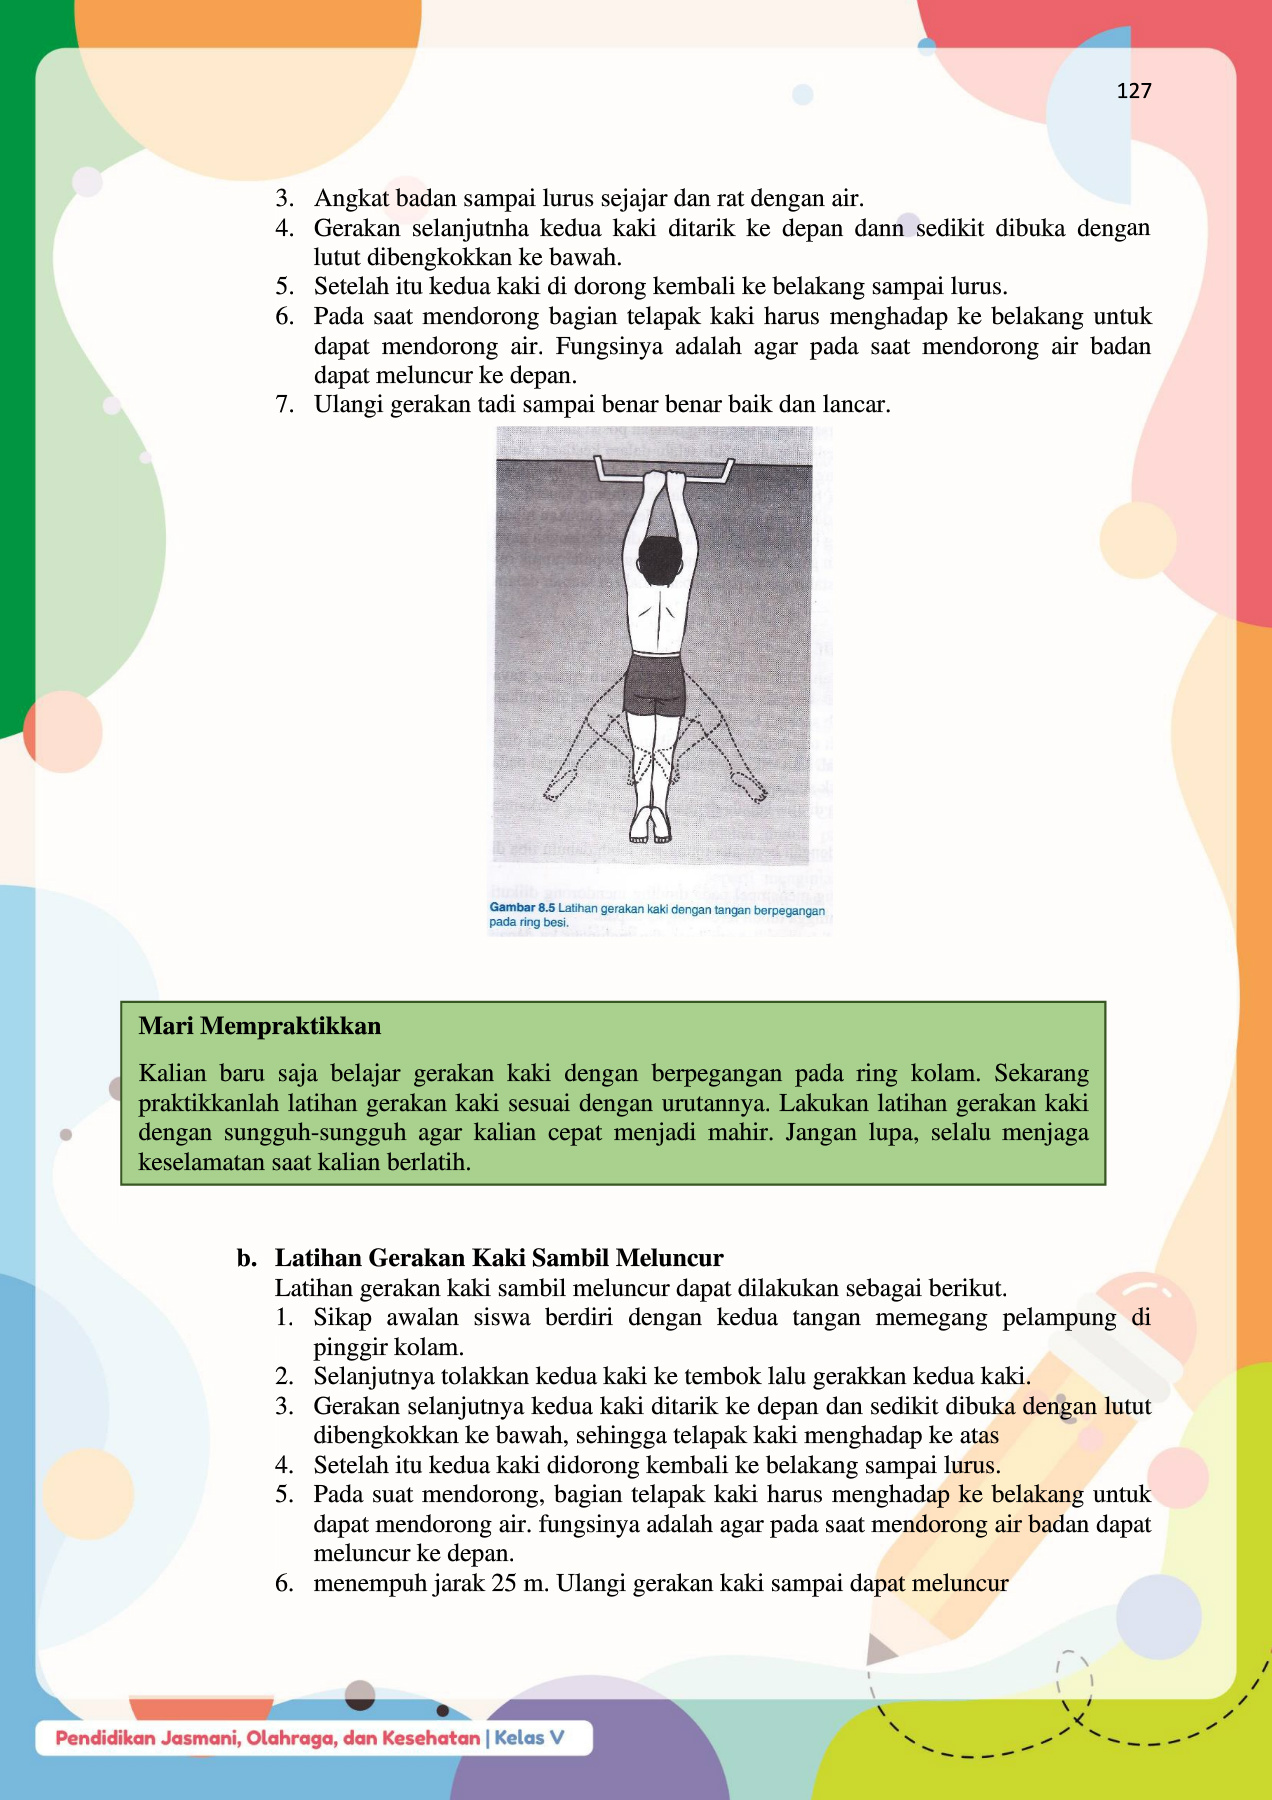 127
3. Angkat badan sampai lurus sejajar dan rat dengan air.
4. Gerakan selanjutnha kedua kaki ditarik ke depan dann sedikit dibuka dengan
lutut dibengkokkan ke bawah.
5. Setelah itu kedua kaki di dorong kembali ke belakang sampai lurus.
6. Pada saat mendorong bagian telapak kaki harus menghadap ke belakang untuk
dapat mendorong air. Fungsinya adalah agar pada saat mendorong air badan
dapat meluncur ke depan.
7. Ulangi gerakan tadi sampai benar benar baik dan lancar.
Gambar 8.5 Latihan gerakan kaki dengan tangan berpegangan
pada ring besi.
Mari Mempraktikkan
Kalian baru saja belajar gerakan kaki dengan berpegangan pada ring kolam. Sekarang
praktikkanlah latihan gerakan kaki sesuai dengan urutannya. Lakukan latihan gerakan kaki
dengan sungguh-sungguh agar kalian cepat menjadi mahir. Jangan lupa, selalu menjaga
keselamatan saat kalian berlatih.
b. Latihan Gerakan Kaki Sambil Meluncur
Latihan gerakan kaki sambil meluncur dapat dilakukan sebagai berikut.
1. Sikap awalan siswa berdiri dengan kedua tangan memegang pelampung di
pinggir kolam.
2. Selanjutnya tolakkan kedua kaki ke tembok lalu gerakkan kedua kaki.
3. Gerakan selanjutnya kedua kaki ditarik ke depan dan sedikit dibuka dengan lutut
dibengkokkan ke bawah, sehingga telapak kaki menghadap ke atas
4. Setelah itu kedua kaki didorong kembali ke belakang sampai lurus.
5. Pada suat mendorong, bagian telapak kaki harus menghadap ke belakang untuk
dapat mendorong air. fungsinya adalah agar pada saat mendorong air badan dapat
meluncur ke depan.
6. menempuh jarak 25 m. Ulangi gerakan kaki sampai dapat meluncur
Pendidikan Jasmani, Olahraga, dan Kesehatan | Kelas V